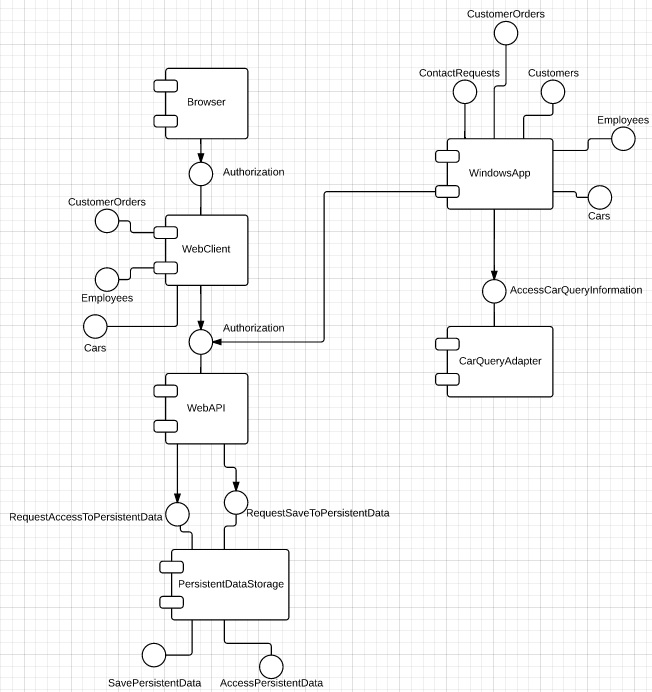 CustomerOrders
ContactRequests
Customers
Browser
Employees
Authorization
WindowsApp
CustomerOrders
Cars
WebClient
Employees
AccessCarQueryInformation
Authorization
Cars
CarQueryAdapter
WebAPI
RequestAccessToPersistentData
RequestSaveToPersistentData
PersistentDataStorage
SavePersistentData
AccessPersistentData